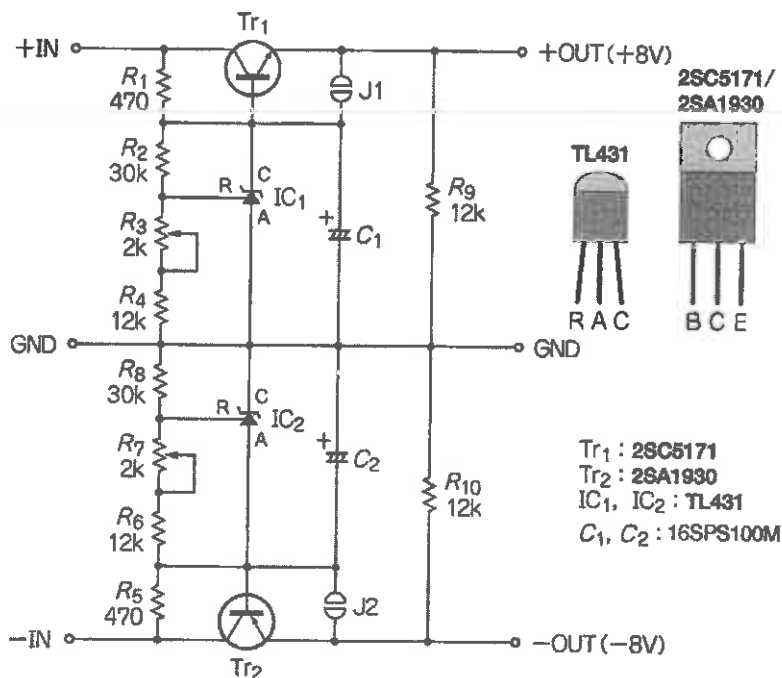 Tr1
+IN
+OUT (+8V)
R1
470
J1
2SC5171/
2SA1930
R2
30k
TL431
C
R
IC1
A
R3
2k
+
C1
R9
12k
R4
12k
R A C
B C E
GND
GND
R8
30k
C
R
IC2
A
R7
2k
+
C2
R10
12k
Tr1 : 2SC5171
Tr2 : 2SA1930
IC1, IC2 : TL431
C1, C2 : 16SPS100M
R6
12k
R5
470
J2
−IN
−OUT (−8V)
Tr2